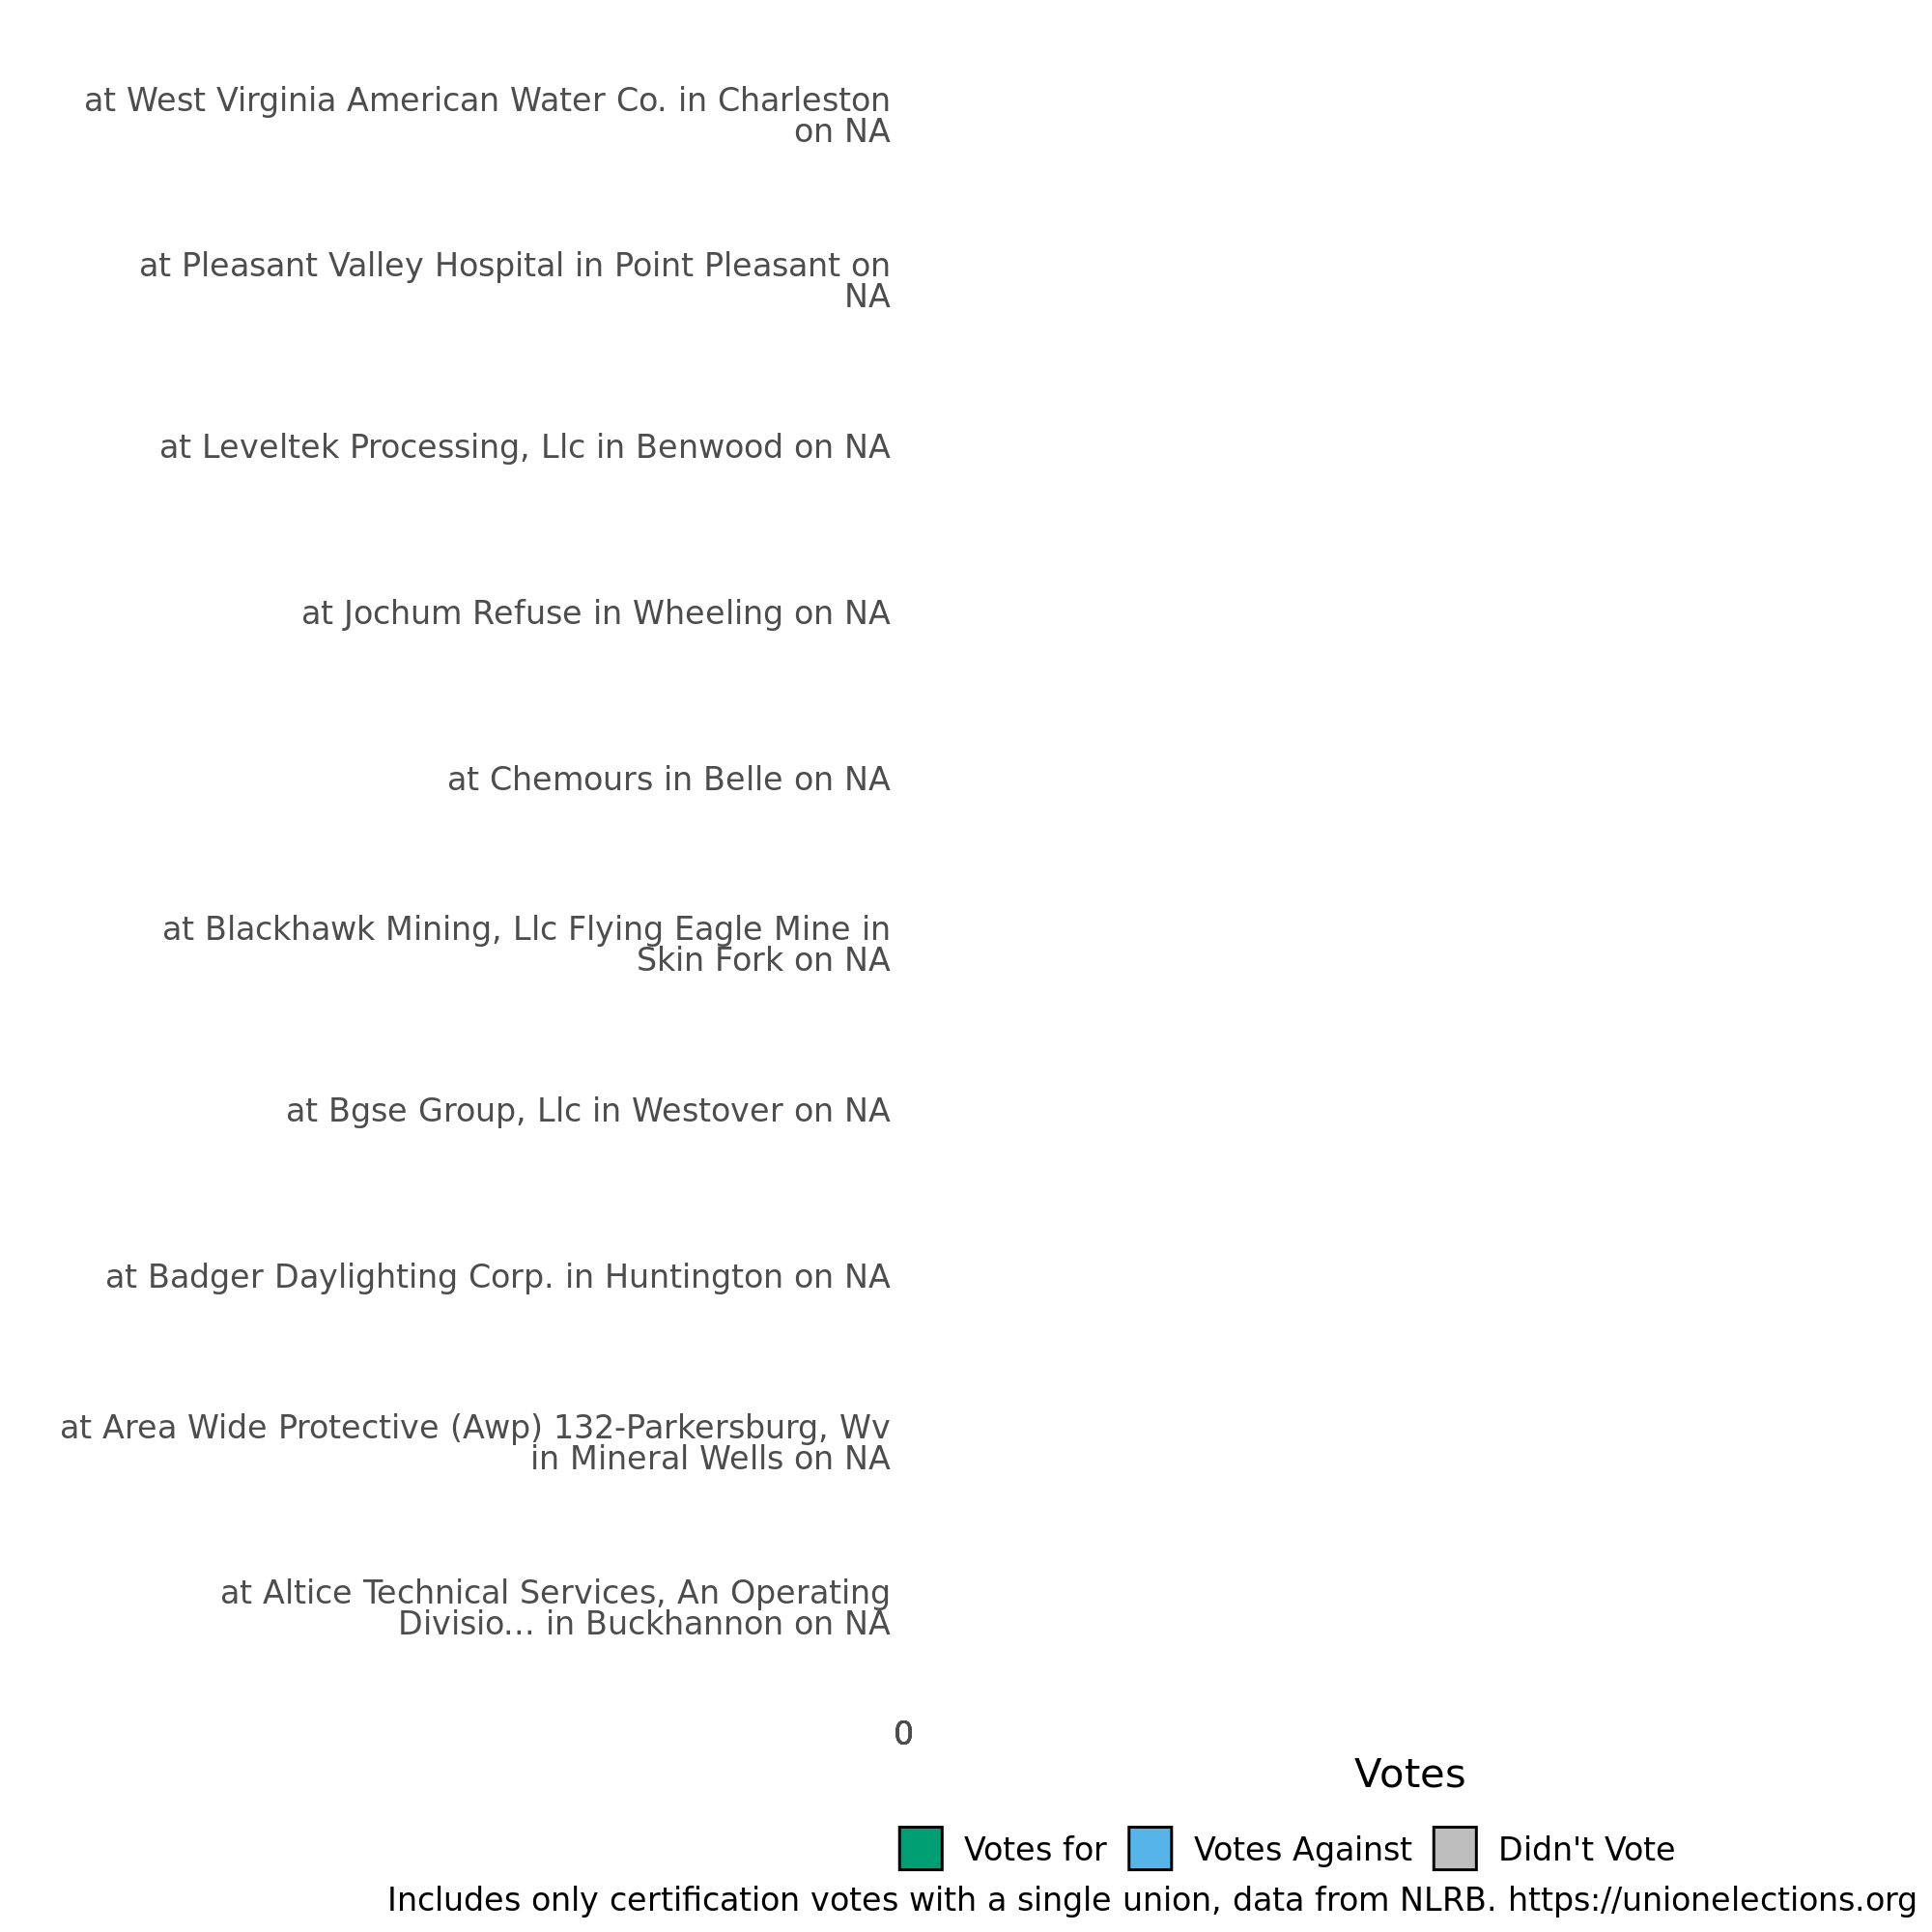 at West Virginia American Water Co. in Charleston
on NA
at Pleasant Valley Hospital in Point Pleasant on
NA
at Leveltek Processing, Llc in Benwood on NA
at Jochum Refuse in Wheeling on NA
at Chemours in Belle on NA
at Blackhawk Mining, Llc Flying Eagle Mine in
Skin Fork on NA
at Bgse Group, Llc in Westover on NA
at Badger Daylighting Corp. in Huntington on NA
at Area Wide Protective (Awp) 132-Parkersburg, Wv
in Mineral Wells on NA
at Altice Technical Services, An Operating
Divisio... in Buckhannon on NA
0
Votes
Votes for Votes Against Didn't Vote
Includes only certification votes with a single union, data from NLRB. https://unionelections.org